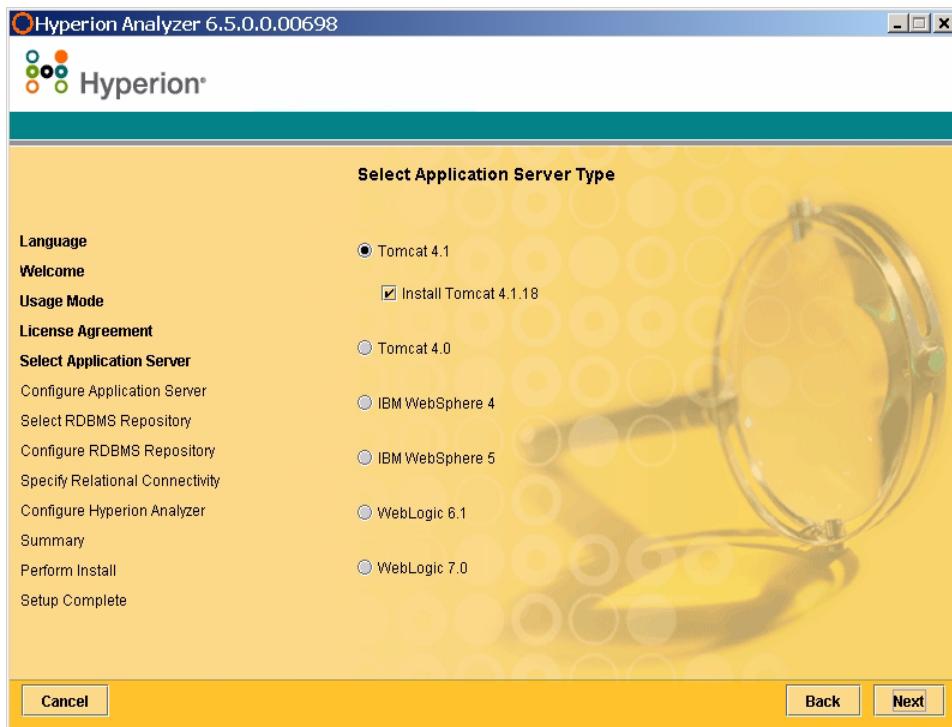 Hyperion Analyzer 6.5.0.0.00698
Hyperion®
Select Application Server Type
Language
Welcome
Usage Mode
License Agreement
Select Application Server
Configure Application Server
Select RDBMS Repository
Configure RDBMS Repository
Specify Relational Connectivity
Configure Hyperion Analyzer
Summary
Perform Install
Setup Complete
Tomcat 4.1
Install Tomcat 4.1.18
Tomcat 4.0
IBM WebSphere 4
IBM WebSphere 5
WebLogic 6.1
WebLogic 7.0
Cancel
Back
Next